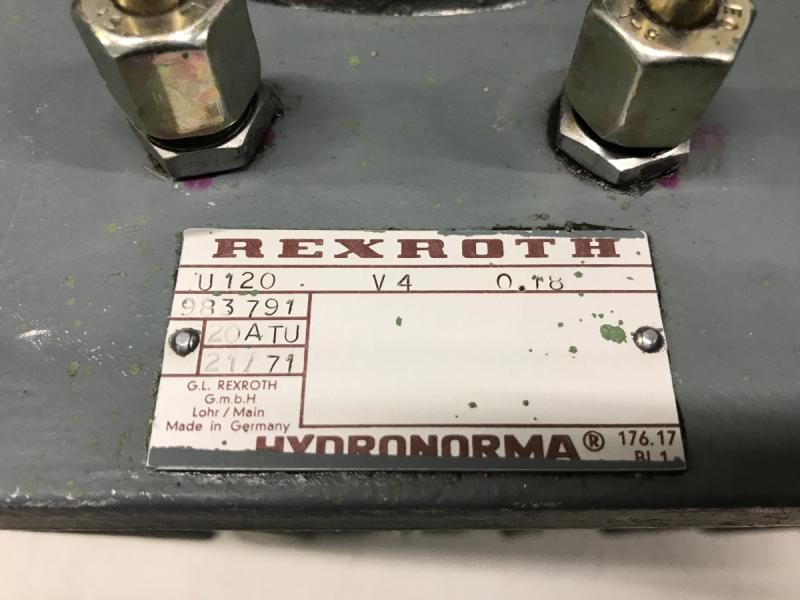 REXROTH
U120 V4 0.18
983791
20ATU
21/71
G.L. REXROTH
G.m.b.H
Lohr/Main
Made in Germany
HYDRONORMA® 176.17
Bl.1